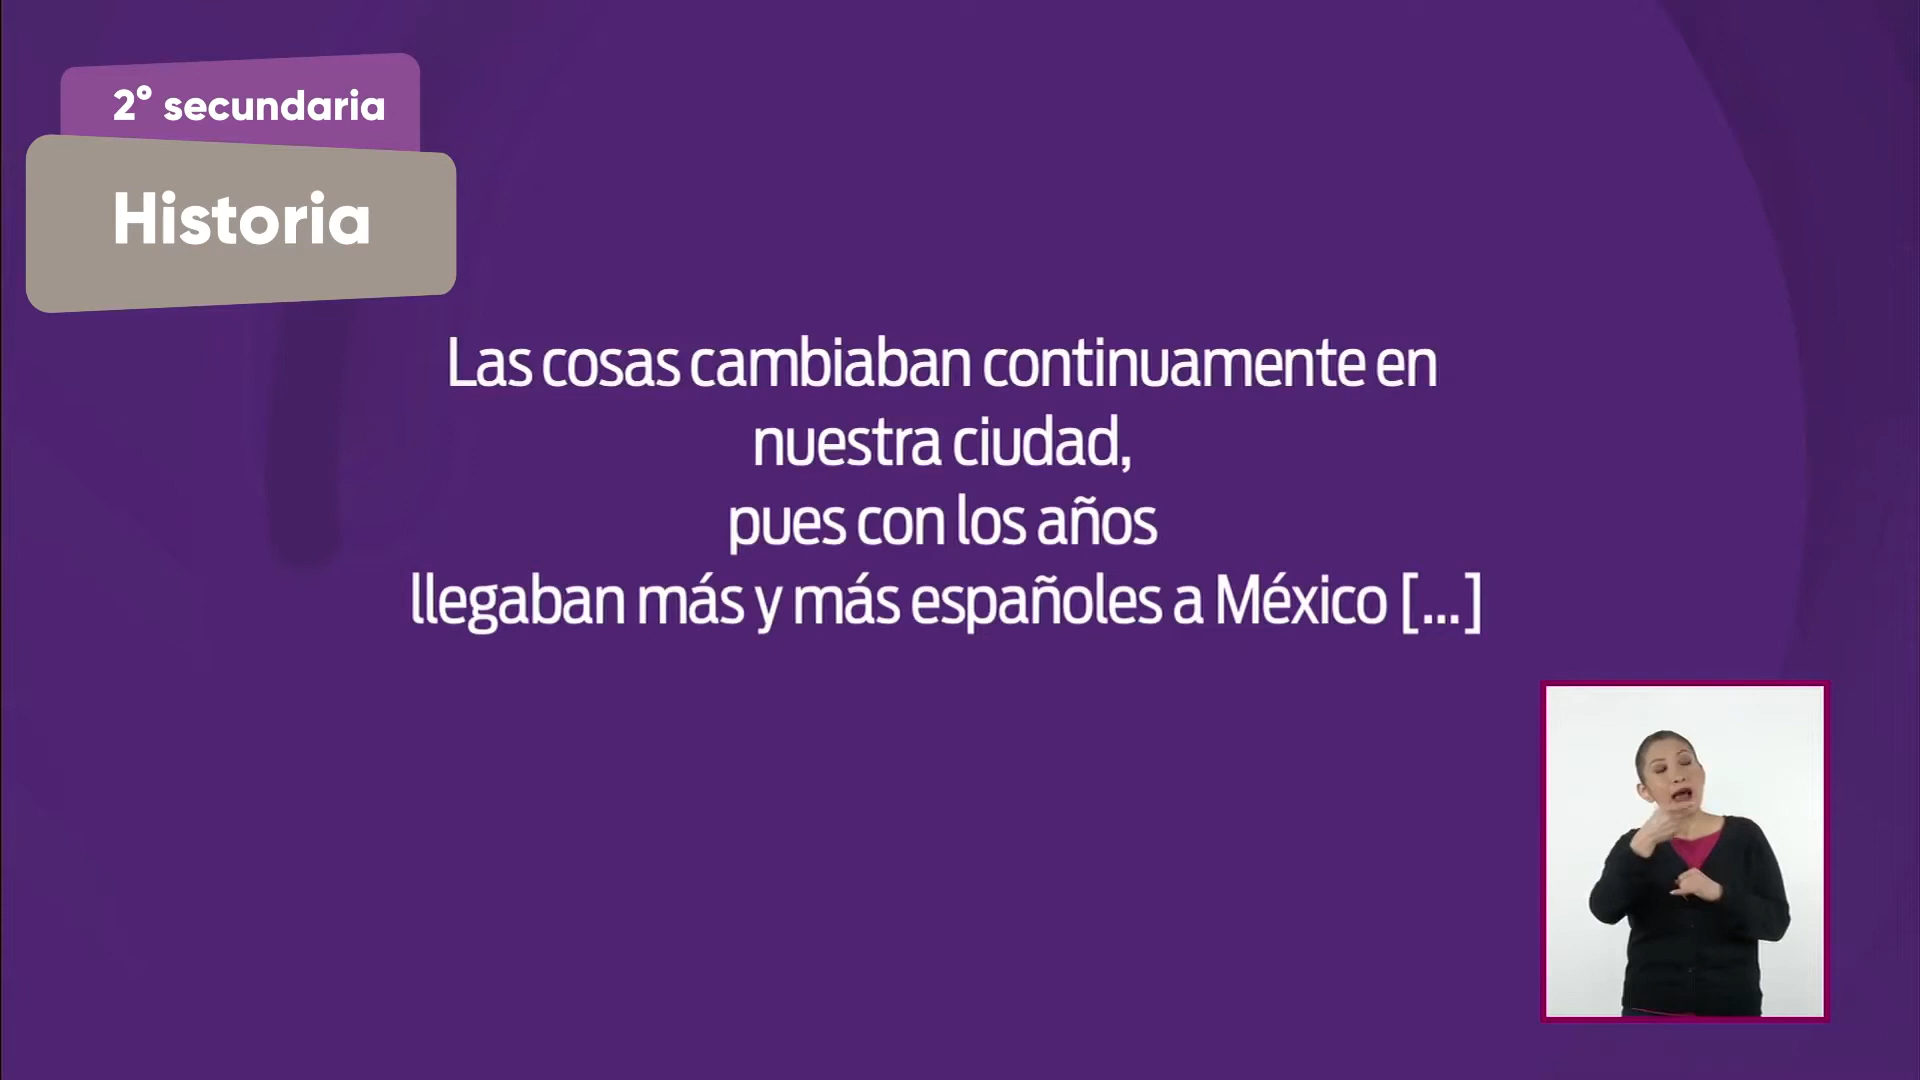 2° secundaria
Historia
Las cosas cambiaban continuamente en
nuestra ciudad,
pues con los años
llegaban más y más españoles a México [...]